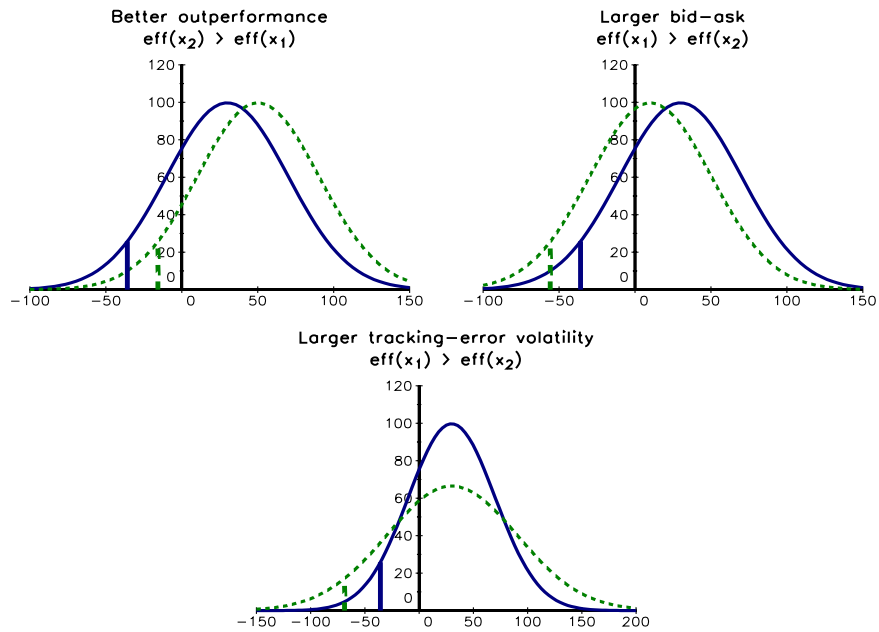 Better outperformance
eff(x₂) > eff(x₁)
120
100
80
60
40
20
0
−100 −50 0 50 100 150
Larger bid−ask
eff(x₁) > eff(x₂)
120
100
80
60
40
20
0
−100 −50 0 50 100 150
Larger tracking−error volatility
eff(x₁) > eff(x₂)
120
100
80
60
40
20
0
−150 −100 −50 0 50 100 150 200